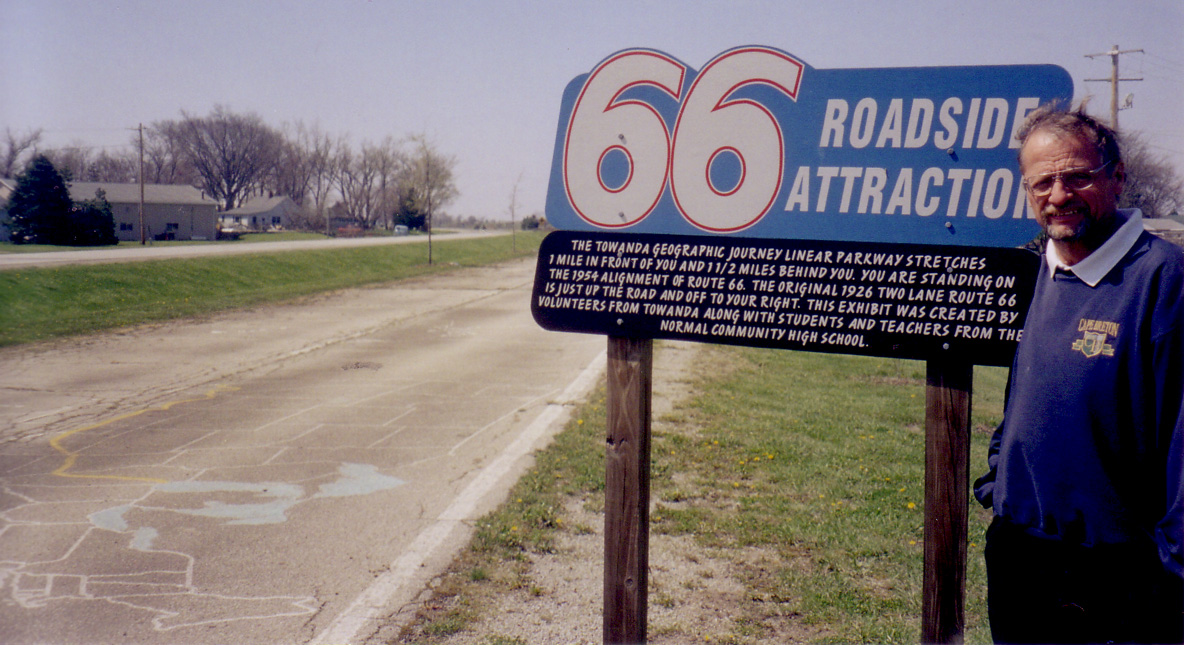 66 ROADSIDE
ATTRACTION
THE TOWANDA GEOGRAPHIC JOURNEY LINEAR PARKWAY STRETCHES
1 MILE IN FRONT OF YOU AND 1 1/2 MILES BEHIND YOU. YOU ARE STANDING ON
THE 1954 ALIGNMENT OF ROUTE 66. THE ORIGINAL 1926 TWO LANE ROUTE 66
IS JUST UP THE ROAD AND OFF TO YOUR RIGHT. THIS EXHIBIT WAS CREATED BY
VOLUNTEERS FROM TOWANDA ALONG WITH STUDENTS AND TEACHERS FROM THE
NORMAL COMMUNITY HIGH SCHOOL.
CAPE BRETON